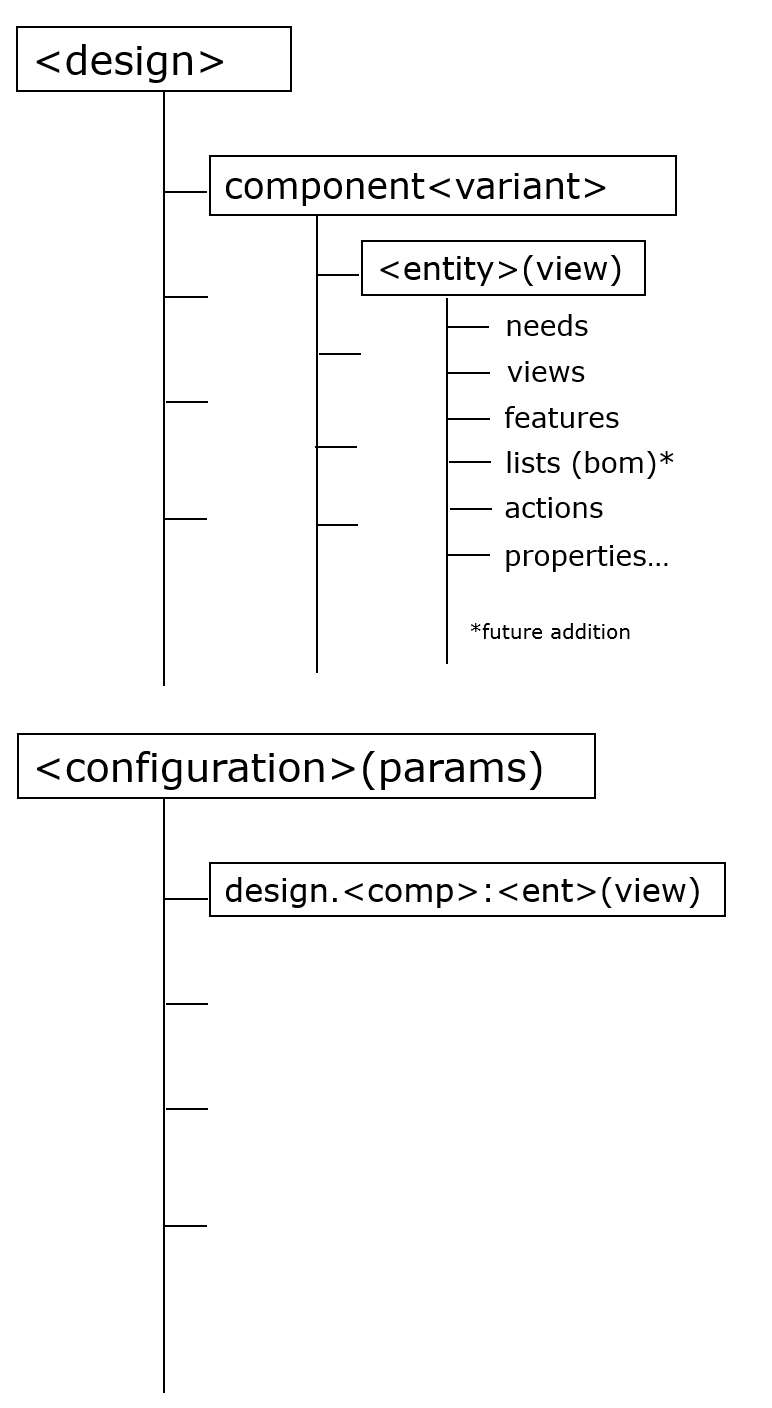 <design>
component<variant>
<entity>(view)
needs
views
features
lists (bom)*
actions
properties...
*future addition
<configuration>(params)
design.<comp>:<ent>(view)